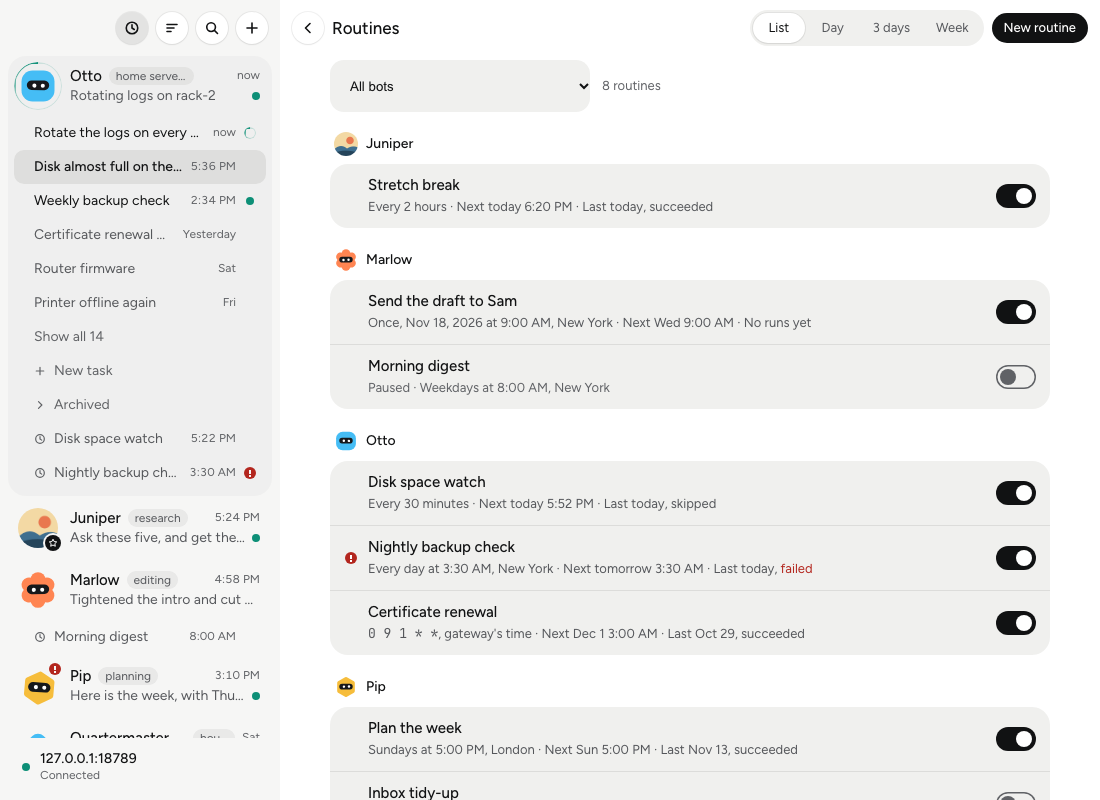 Otto home serve... now
Rotating logs on rack-2
Rotate the logs on every ... now
Disk almost full on the... 5:36 PM
Weekly backup check 2:34 PM
Certificate renewal ... Yesterday
Router firmware Sat
Printer offline again Fri
Show all 14
+ New task
Archived
Disk space watch 5:22 PM
Nightly backup ch... 3:30 AM
Juniper research 5:24 PM
Ask these five, and get the...
Marlow editing 4:58 PM
Tightened the intro and cut ...
Morning digest 8:00 AM
Pip planning 3:10 PM
Here is the week, with Thu...
Quartermaster hou... Sat
127.0.0.1:18789
Connected
Routines
List Day 3 days Week
New routine
All bots
8 routines
Juniper
Stretch break
Every 2 hours · Next today 6:20 PM · Last today, succeeded
Marlow
Send the draft to Sam
Once, Nov 18, 2026 at 9:00 AM, New York · Next Wed 9:00 AM · No runs yet
Morning digest
Paused · Weekdays at 8:00 AM, New York
Otto
Disk space watch
Every 30 minutes · Next today 5:52 PM · Last today, skipped
Nightly backup check
Every day at 3:30 AM, New York · Next tomorrow 3:30 AM · Last today, failed
Certificate renewal
0 9 1 * *, gateway's time · Next Dec 1 3:00 AM · Last Oct 29, succeeded
Pip
Plan the week
Sundays at 5:00 PM, London · Next Sun 5:00 PM · Last Nov 13, succeeded
Inbox tidy-up